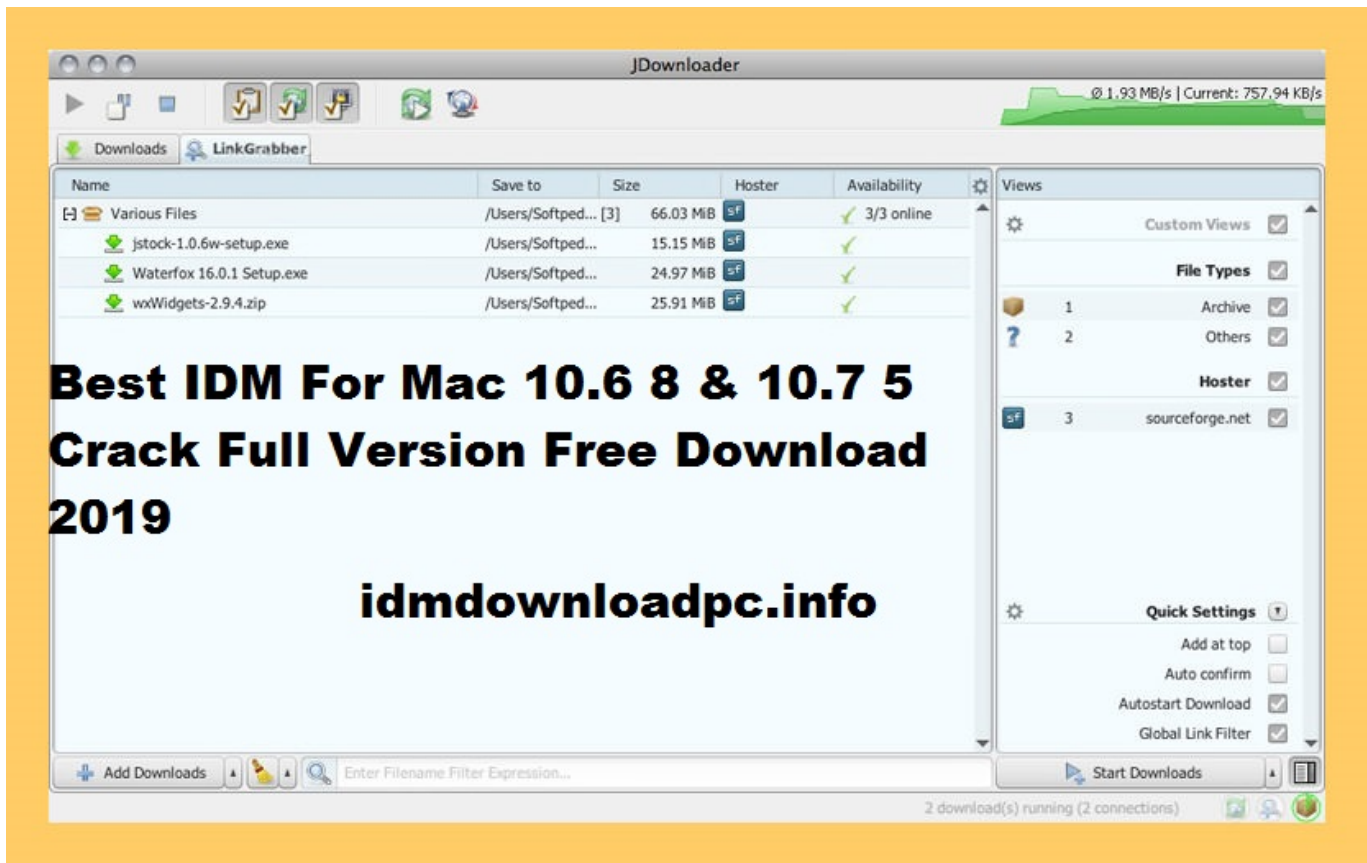 JDownloader
Ø 1.93 MB/s | Current: 757.94 KB/s
Downloads LinkGrabber
Name Save to Size Hoster Availability Views
Various Files /Users/Softped... [3] 66.03 MiB sf 3/3 online
Custom Views
jstock-1.0.6w-setup.exe /Users/Softped... 15.15 MiB sf
Waterfox 16.0.1 Setup.exe /Users/Softped... 24.97 MiB sf
File Types
wxWidgets-2.9.4.zip /Users/Softped... 25.91 MiB sf
1 Archive
? 2 Others
Hoster
sf 3 sourceforge.net
Best IDM For Mac 10.6 8 & 10.7 5
Crack Full Version Free Download
2019
idmdownloadpc.info
Quick Settings
Add at top
Auto confirm
Autostart Download
Global Link Filter
Add Downloads Enter Filename Filter Expression... Start Downloads
2 download(s) running (2 connections)